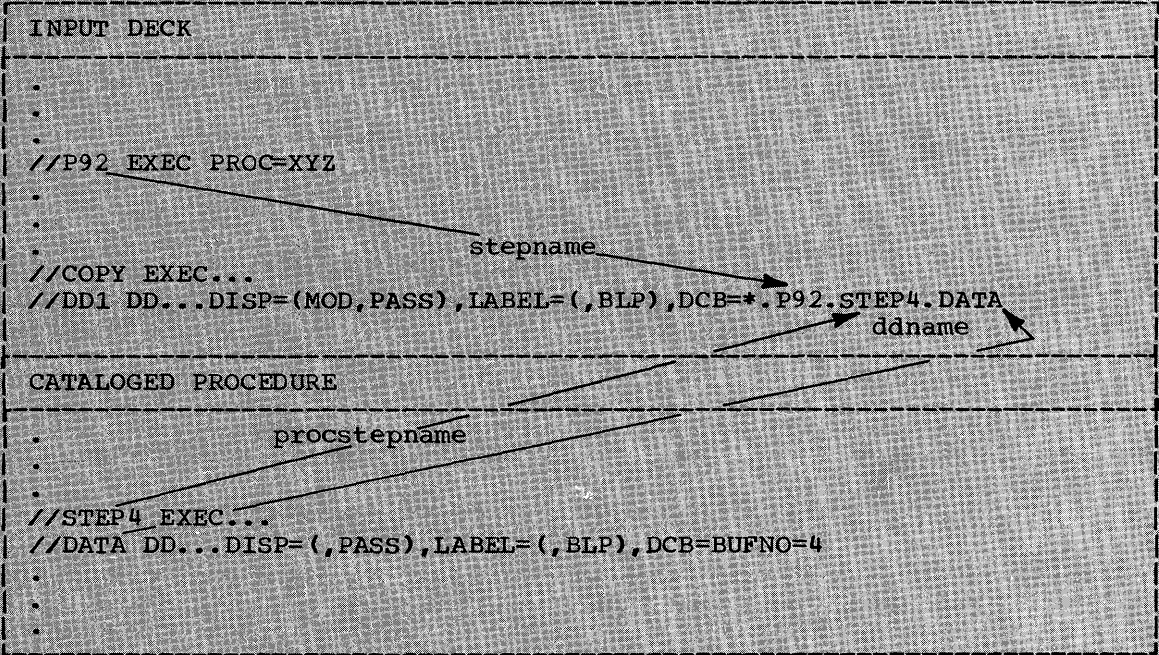 INPUT DECK
.
.
.
//P92 EXEC PROC=XYZ
.
.
.
stepname
//COPY EXEC...
//DD1 DD...DISP=(MOD,PASS),LABEL=(,BLP),DCB=*.P92.STEP4.DATA
ddname
CATALOGED PROCEDURE
.
procstepname
.
.
//STEP4 EXEC...
//DATA DD...DISP=(,PASS),LABEL=(,BLP),DCB=BUFNO=4
.
.
.